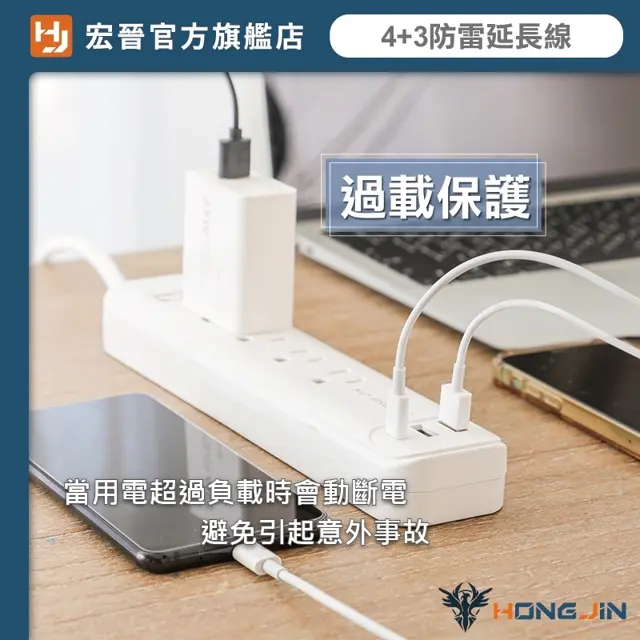 HJ 宏晉官方旗艦店
4+3防雷延長線
過載保護
當用電超過負載時會動斷電
避免引起意外事故
HONGJIN